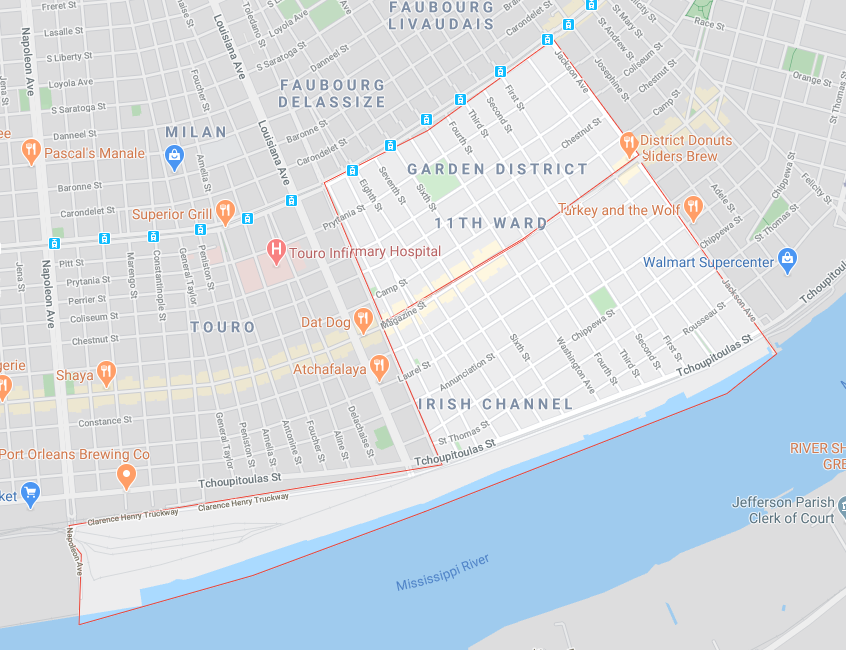 Freret St
Lasalle St
S Liberty St
Loyola Ave
S Saratoga St
Danneel St
Baronne St
Carondelet St
Napoleon Ave
Jena St
Louisiana Ave
Toledano St
Foucher St
Loyola Ave
S Saratoga St
Danneel St
FAUBOURG
LIVAUDAIS
Carondelet St
St Mary St
St Andrew St
Felicity St
Race St
Josephine St
Coliseum St
Chestnut St
Camp St
Orange St
St Thomas St
FAUBOURG
DELASSIZE
MILAN
Pascal's Manale
Amelia St
Louisiana Ave
Baronne St
Carondelet St
Jackson Ave
First St
Second St
Third St
Fourth St
Chestnut St
District Donuts
Sliders Brew
GARDEN DISTRICT
Sixth St
Seventh St
Eighth St
Prytania St
11TH WARD
Turkey and the Wolf
Adele St
Chippewa St
St Thomas St
Chippewa St
Felicity St
Superior Grill
Touro Infirmary Hospital
Walmart Supercenter
Jackson Ave
Tchoupitoulas
Pitt St
Prytania St
Perrier St
Coliseum St
Chestnut St
Jena St
Napoleon Ave
Marengo St
Constantinople St
General Taylor
Peniston St
TOURO
Camp St
Magazine St
Dat Dog
Atchafalaya
Shaya
Laurel St
Annunciation St
Chippewa St
Rousseau St
Sixth St
Washington Ave
Fourth St
Third St
Second St
First St
Tchoupitoulas St
IRISH CHANNEL
Constance St
General Taylor
Peniston St
Amelia St
Antonine St
Foucher St
Aline St
Delachaise St
St Thomas St
Tchoupitoulas St
Port Orleans Brewing Co
Tchoupitoulas St
Clarence Henry Truckway
Clarence Henry Truckway
Napoleon Ave
Mississippi River
RIVER SH
GRE
Jefferson Parish
Clerk of Court